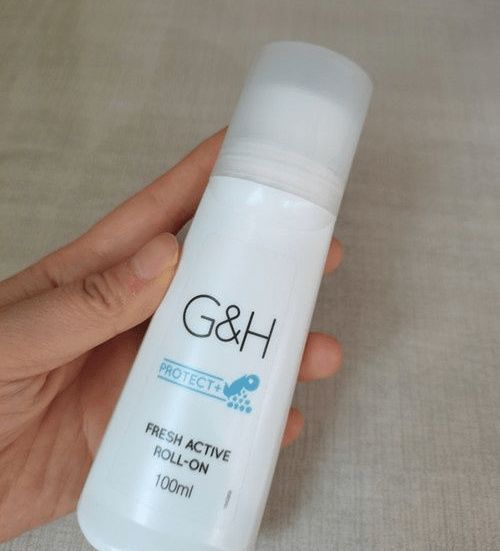 G&H
PROTECT+
FRESH ACTIVE
ROLL-ON
100ml